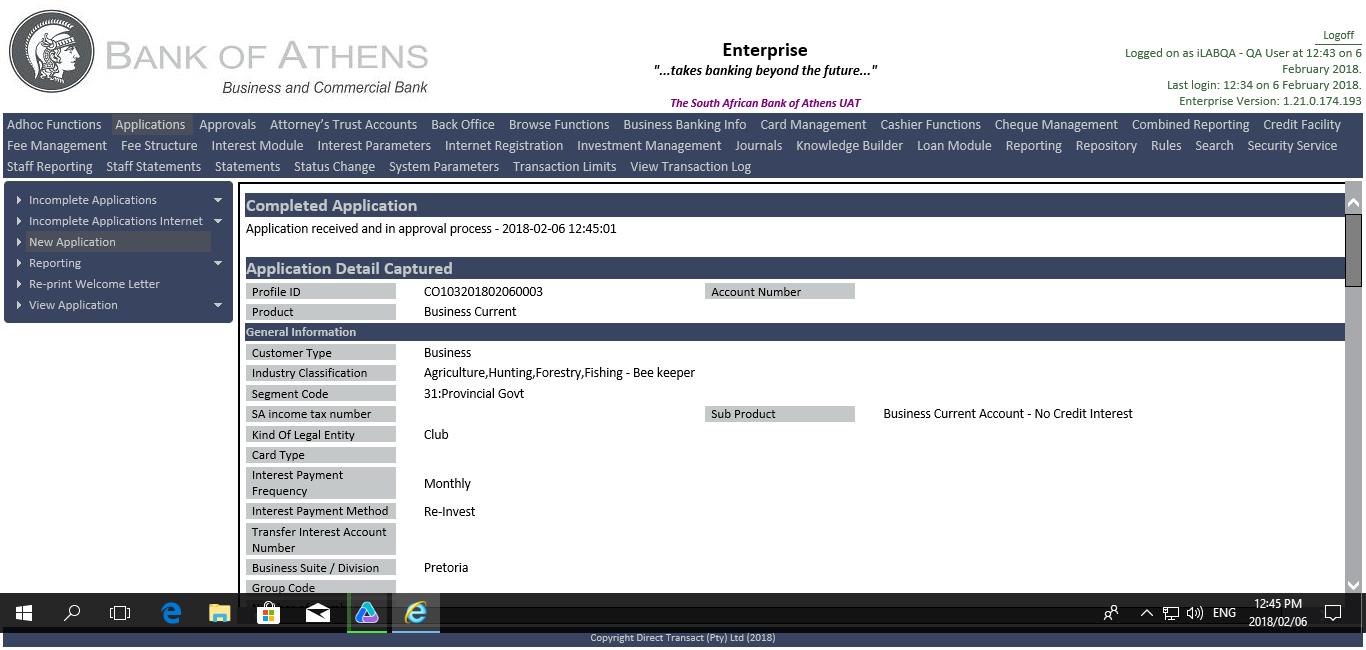 BANK OF ATHENS
Business and Commercial Bank
Enterprise
"...takes banking beyond the future..."
The South African Bank of Athens UAT
Logoff
Logged on as iLABQA - QA User at 12:43 on 6
February 2018.
Last login: 12:34 on 6 February 2018.
Enterprise Version: 1.21.0.174.193
Adhoc Functions Applications Approvals Attorney's Trust Accounts Back Office Browse Functions Business Banking Info Card Management Cashier Functions Cheque Management Combined Reporting Credit Facility
Fee Management Fee Structure Interest Module Interest Parameters Internet Registration Investment Management Journals Knowledge Builder Loan Module Reporting Repository Rules Search Security Service
Staff Reporting Staff Statements Statements Status Change System Parameters Transaction Limits View Transaction Log
Incomplete Applications
Incomplete Applications Internet
New Application
Reporting
Re-print Welcome Letter
View Application
Completed Application
Application received and in approval process - 2018-02-06 12:45:01
Application Detail Captured
Profile ID CO103201802060003 Account Number
Product Business Current
General Information
Customer Type Business
Industry Classification Agriculture,Hunting,Forestry,Fishing - Bee keeper
Segment Code 31:Provincial Govt
SA income tax number Sub Product Business Current Account - No Credit Interest
Kind Of Legal Entity Club
Card Type
Interest Payment
Frequency Monthly
Interest Payment Method Re-Invest
Transfer Interest Account
Number
Business Suite / Division Pretoria
Group Code
ENG
12:45 PM
2018/02/06
Copyright Direct Transact (Pty) Ltd (2018)